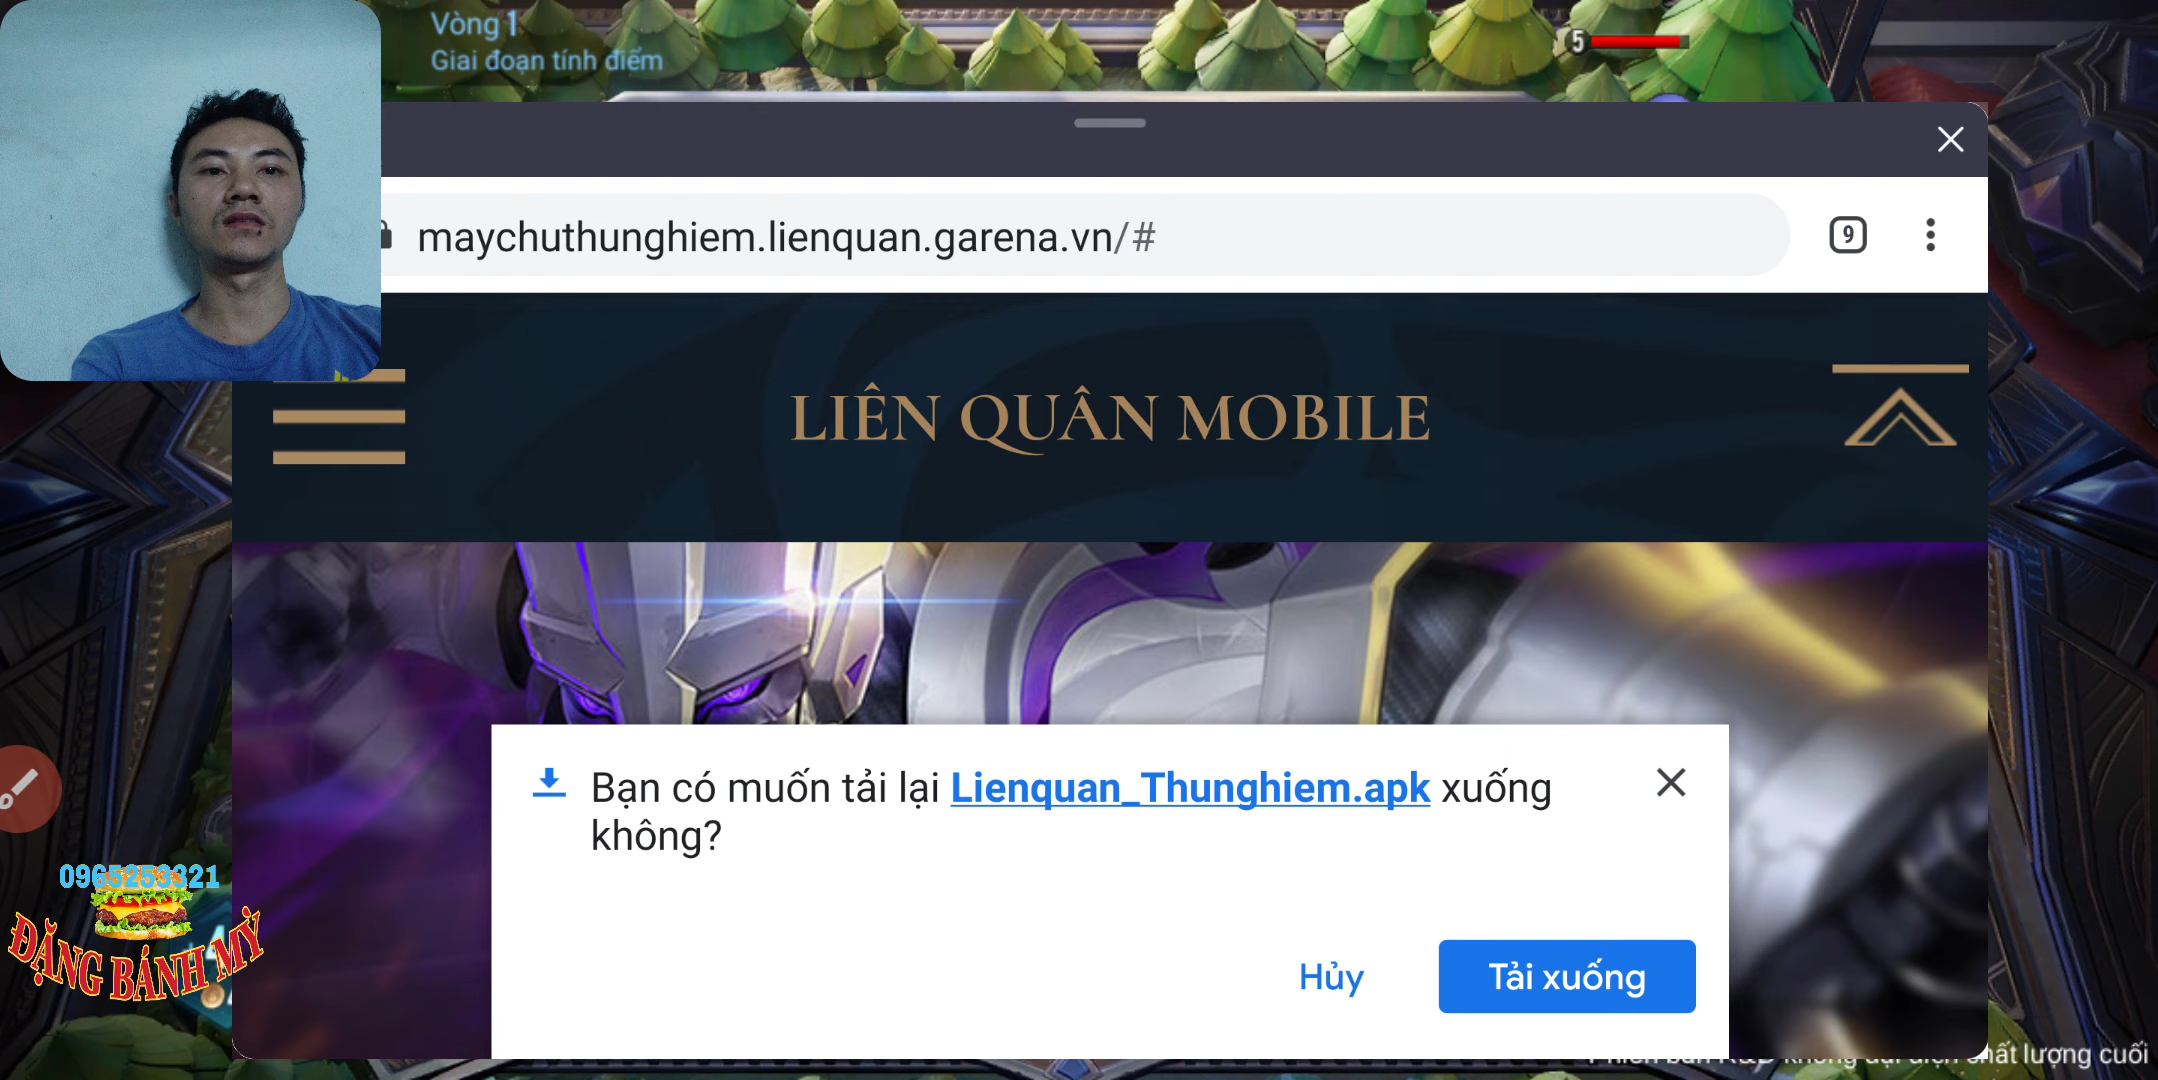 Vòng 1
Giai đoạn tính điểm
5
maychuthunghiem.lienquan.garena.vn/#
9
LIÊN QUÂN MOBILE
Bạn có muốn tải lại Lienquan_Thunghiem.apk xuống
không?
Hủy
Tải xuống
0965253321
ĐẶNG BÁNH MỲ
chất lượng cuối